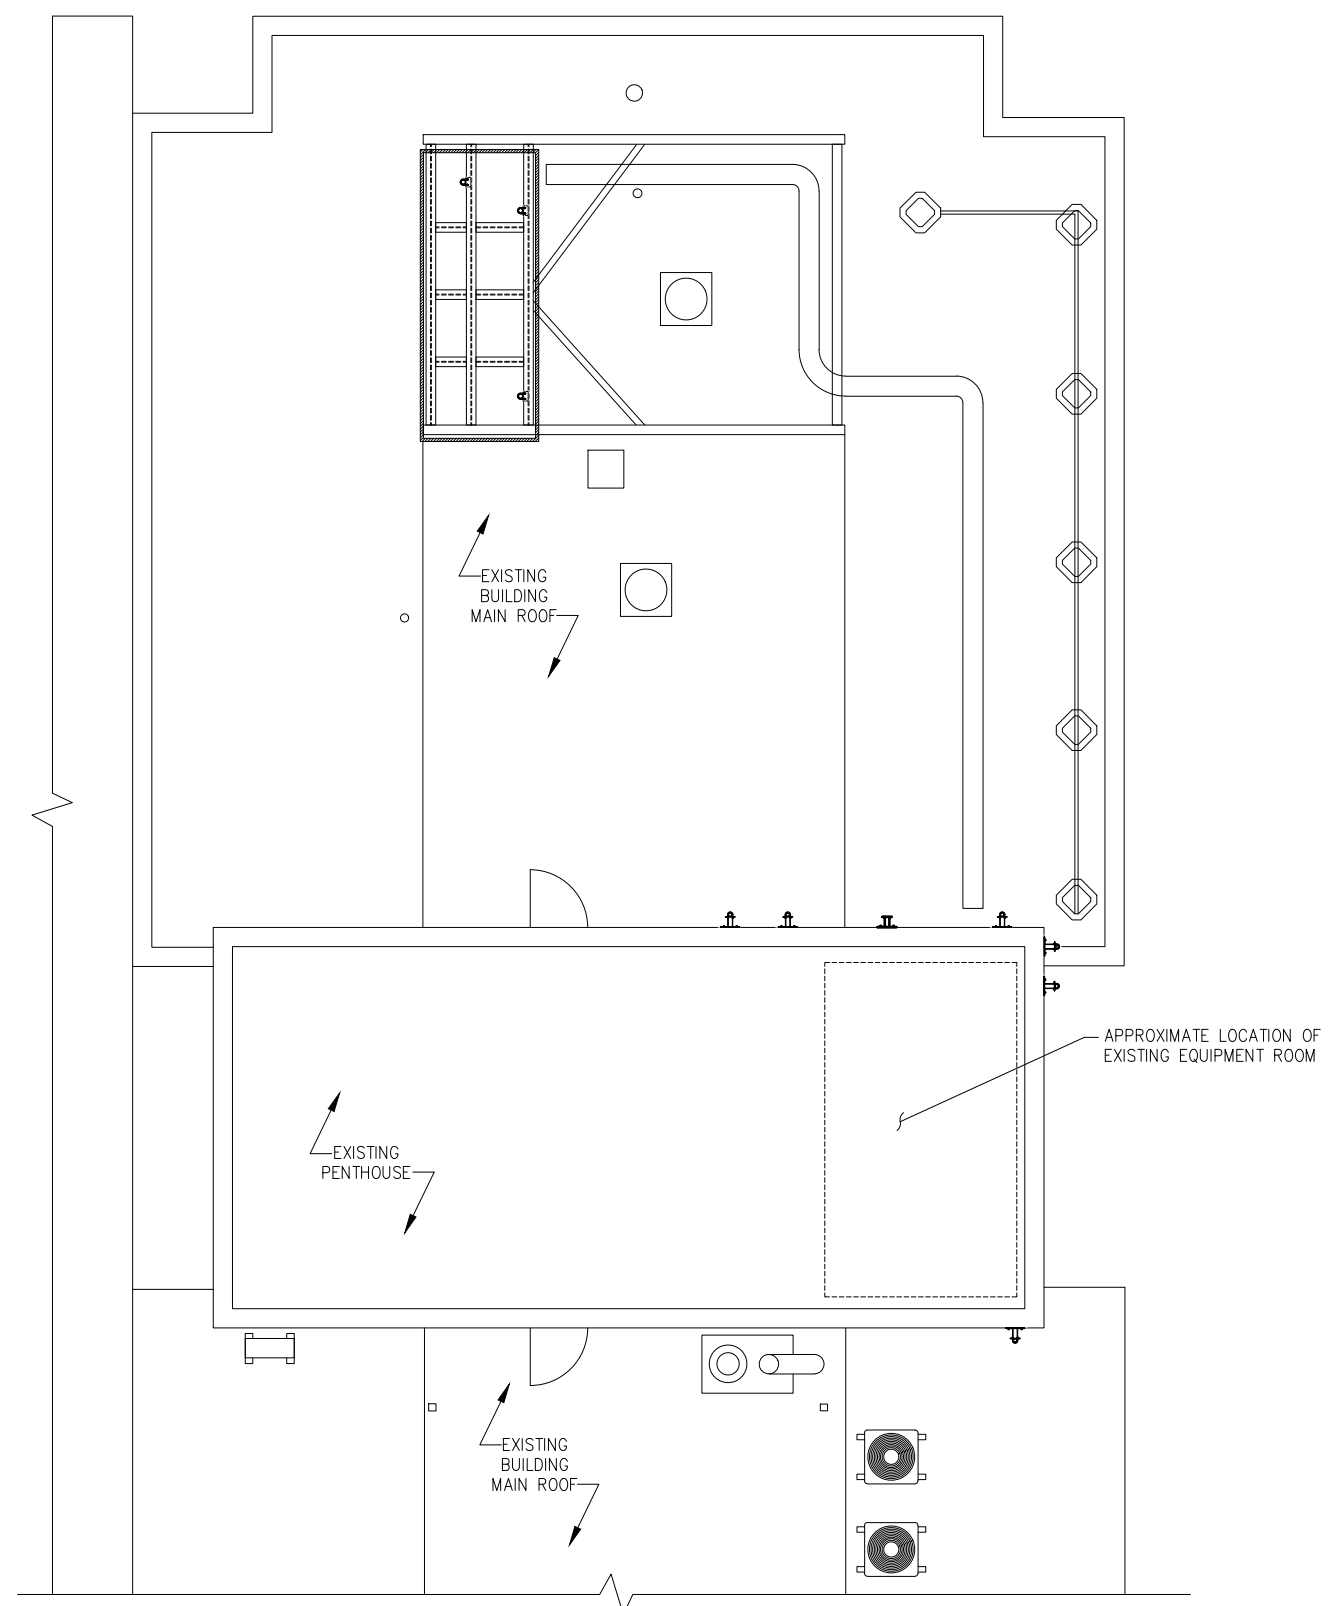 EXISTING
BUILDING
MAIN ROOF
APPROXIMATE LOCATION OF
EXISTING EQUIPMENT ROOM
EXISTING
PENTHOUSE
EXISTING
BUILDING
MAIN ROOF